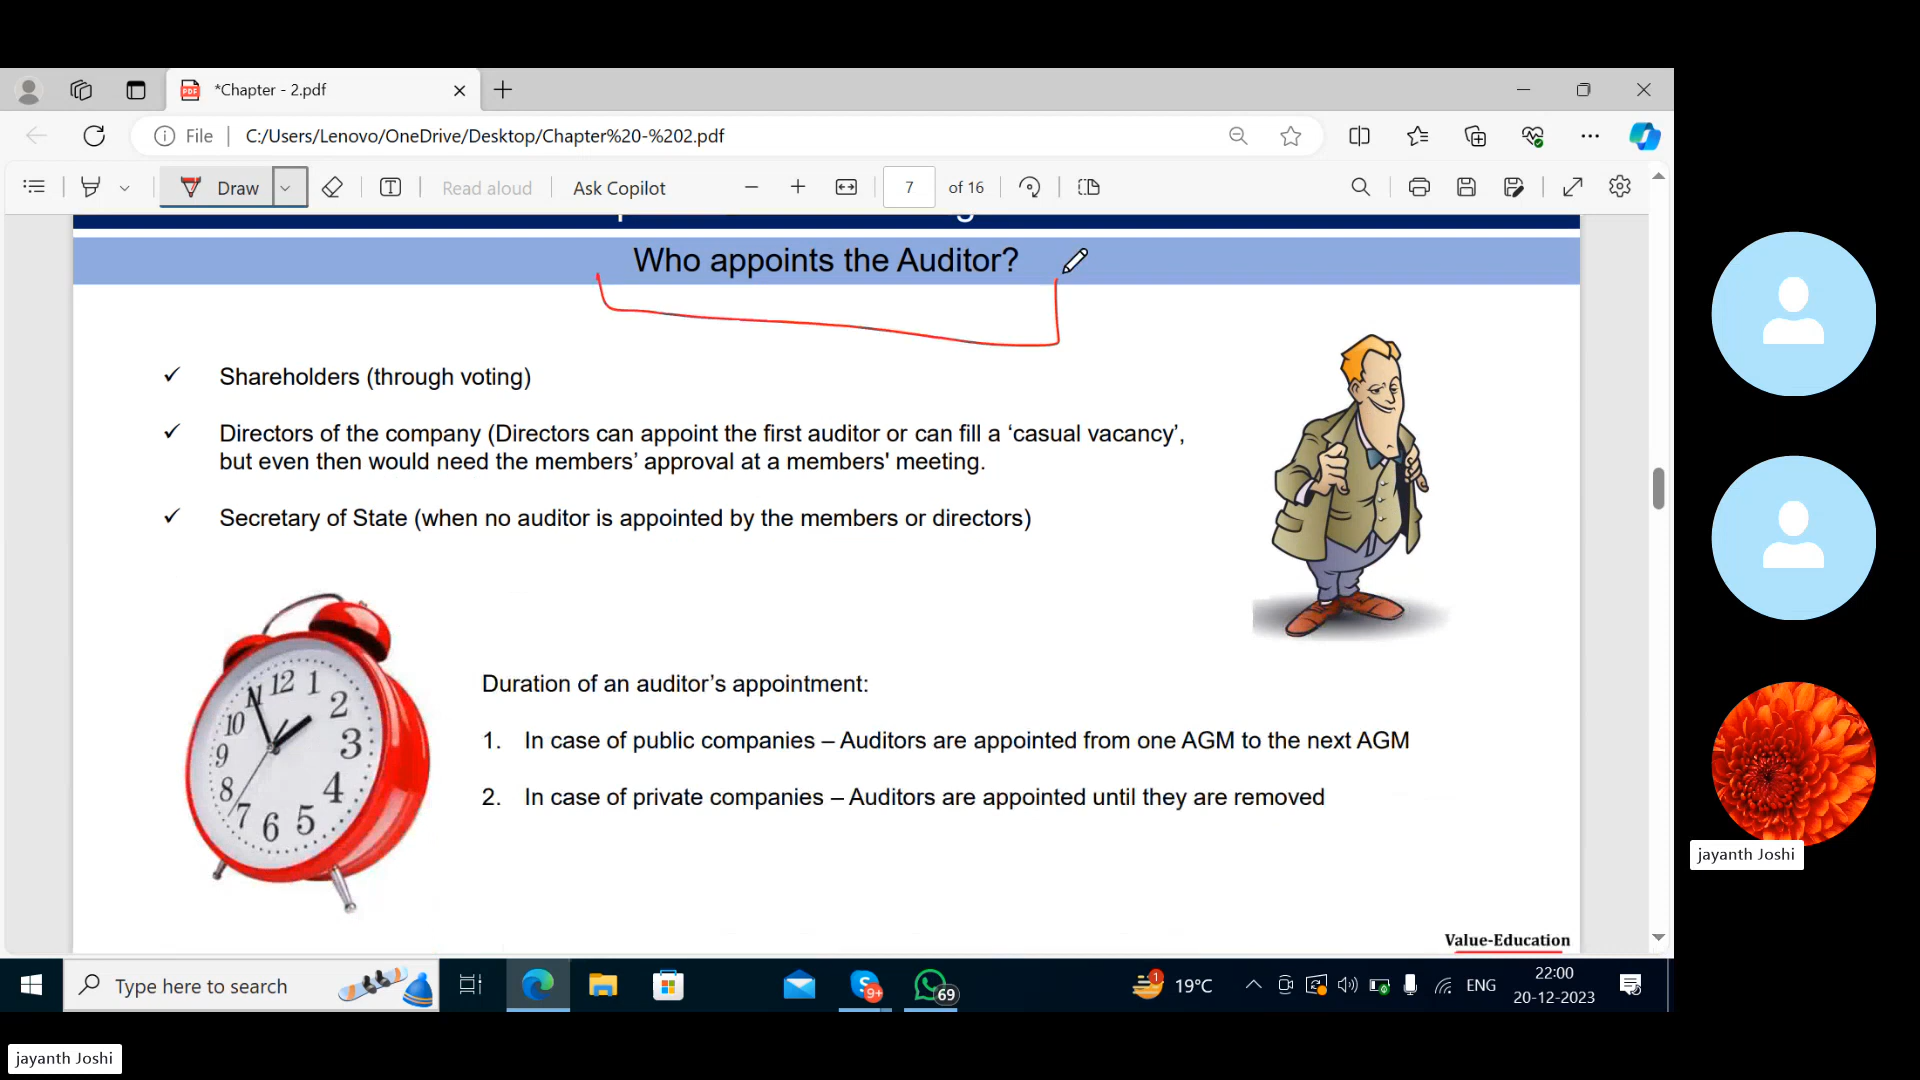 *Chapter - 2.pdf
File
C:/Users/Lenovo/OneDrive/Desktop/Chapter%20-%202.pdf
Draw
Read aloud
Ask Copilot
7
of 16
Who appoints the Auditor?
✓ Shareholders (through voting)
✓ Directors of the company (Directors can appoint the first auditor or can fill a ‘casual vacancy’,
but even then would need the members’ approval at a members' meeting.
✓ Secretary of State (when no auditor is appointed by the members or directors)
12 1 2 3 4 5 6 7 8 9 10
Duration of an auditor’s appointment:
1. In case of public companies – Auditors are appointed from one AGM to the next AGM
2. In case of private companies – Auditors are appointed until they are removed
Value-Education
jayanth Joshi
Type here to search
9+
69
1
19°C
ENG
22:00
20-12-2023
jayanth Joshi